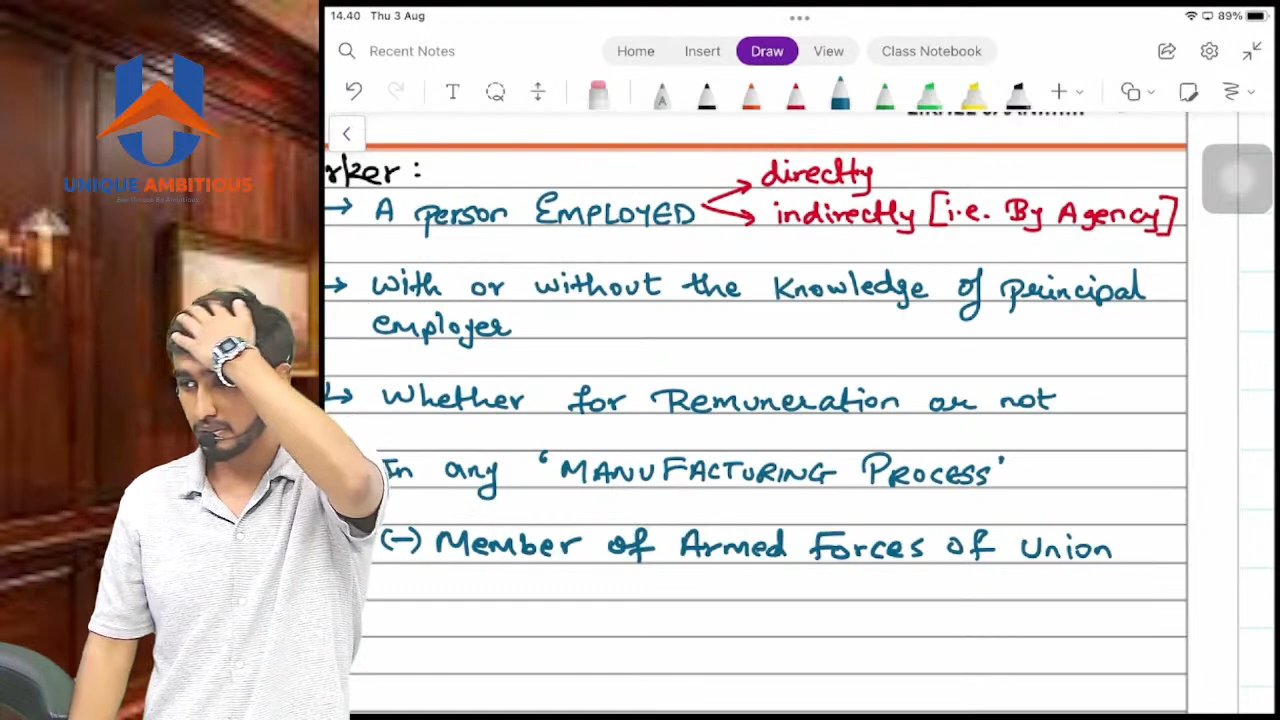 14.40 Thu 3 Aug
89%
Recent Notes
Home Insert Draw View Class Notebook
UNIQUE AMBITIOUS
rker :
→ A person EMPLOYED
directly
indirectly [i.e. By Agency]
→ with or without the Knowledge of principal
employer
↳ Whether for Remuneration or not
In any 'MANUFACTURING PROCESS'
(-) Member of Armed Forces of Union